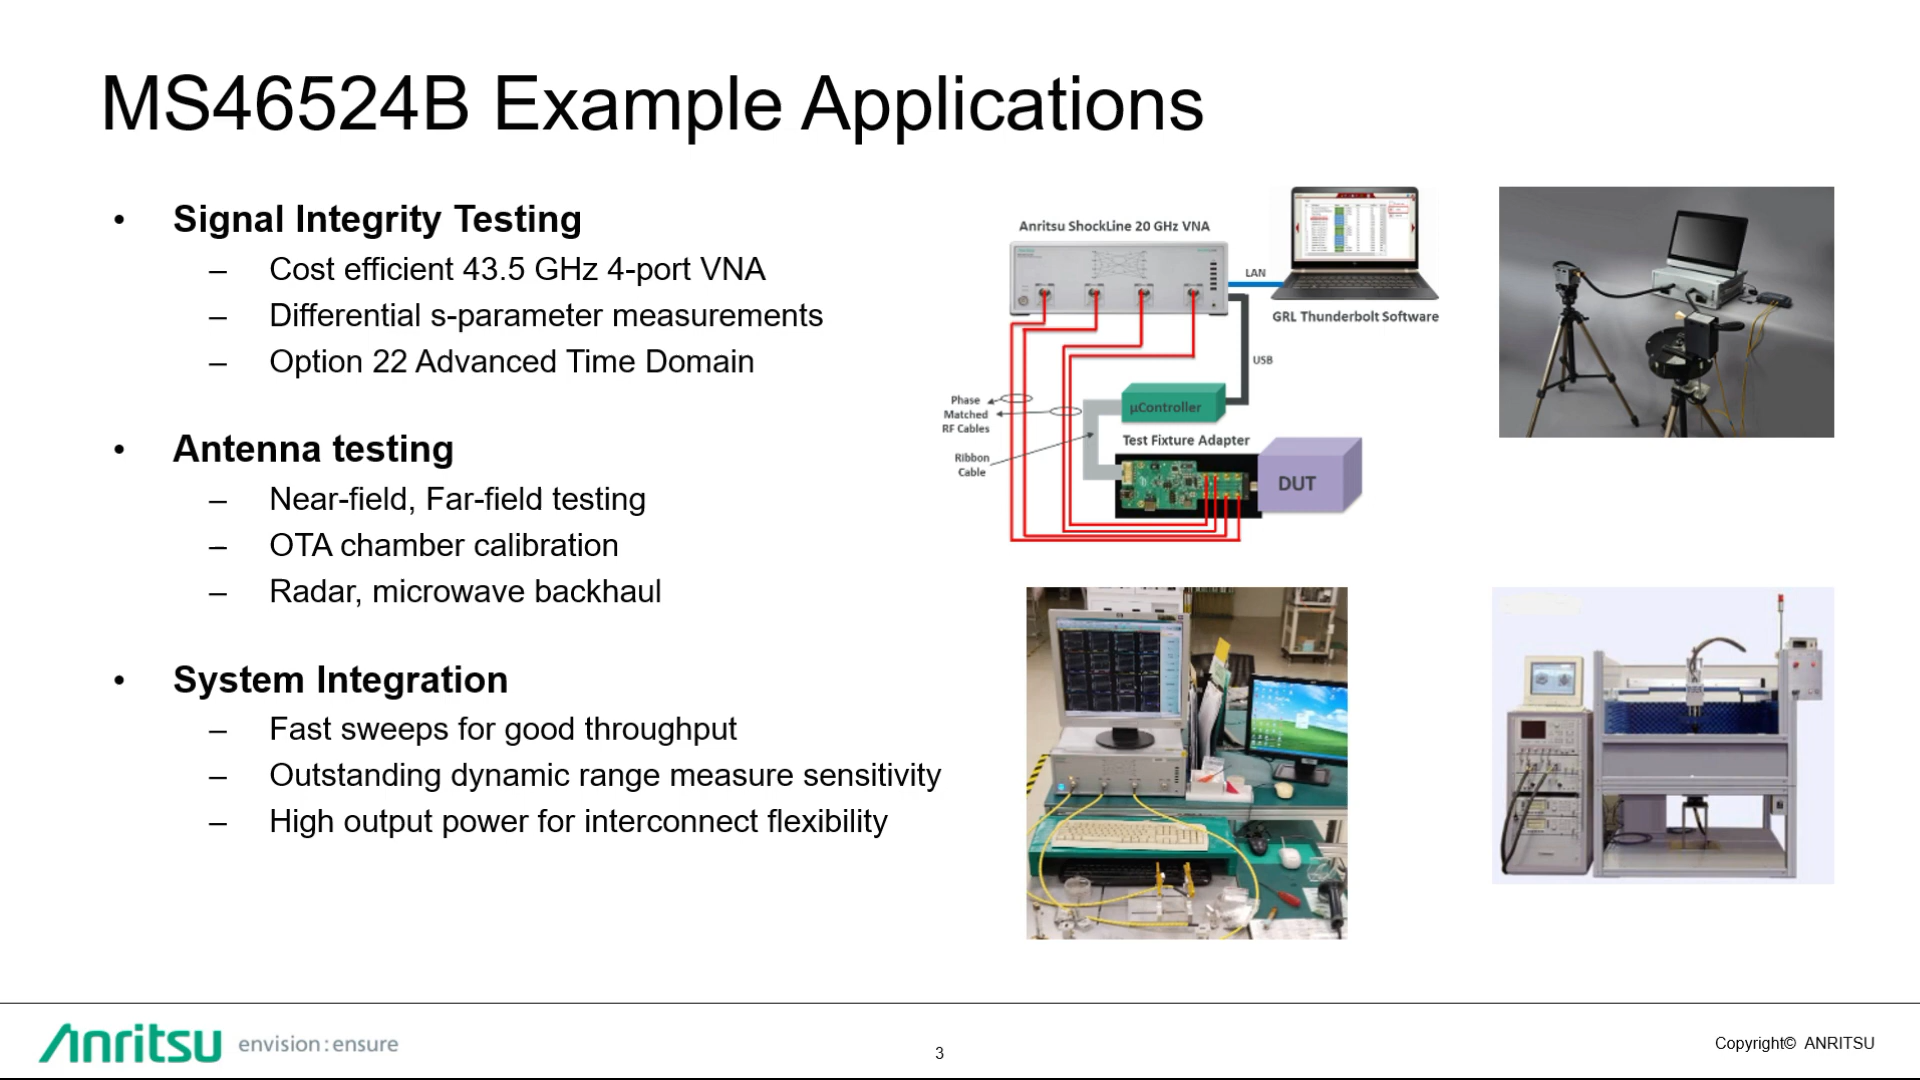 MS46524B Example Applications
• Signal Integrity Testing
– Cost efficient 43.5 GHz 4-port VNA
– Differential s-parameter measurements
– Option 22 Advanced Time Domain
• Antenna testing
– Near-field, Far-field testing
– OTA chamber calibration
– Radar, microwave backhaul
• System Integration
– Fast sweeps for good throughput
– Outstanding dynamic range measure sensitivity
– High output power for interconnect flexibility
Anritsu ShockLine 20 GHz VNA
LAN
GRL Thunderbolt Software
USB
Phase
Matched
RF Cables
µController
Test Fixture Adapter
Ribbon
Cable
DUT
Anritsu envision : ensure
3
Copyright© ANRITSU